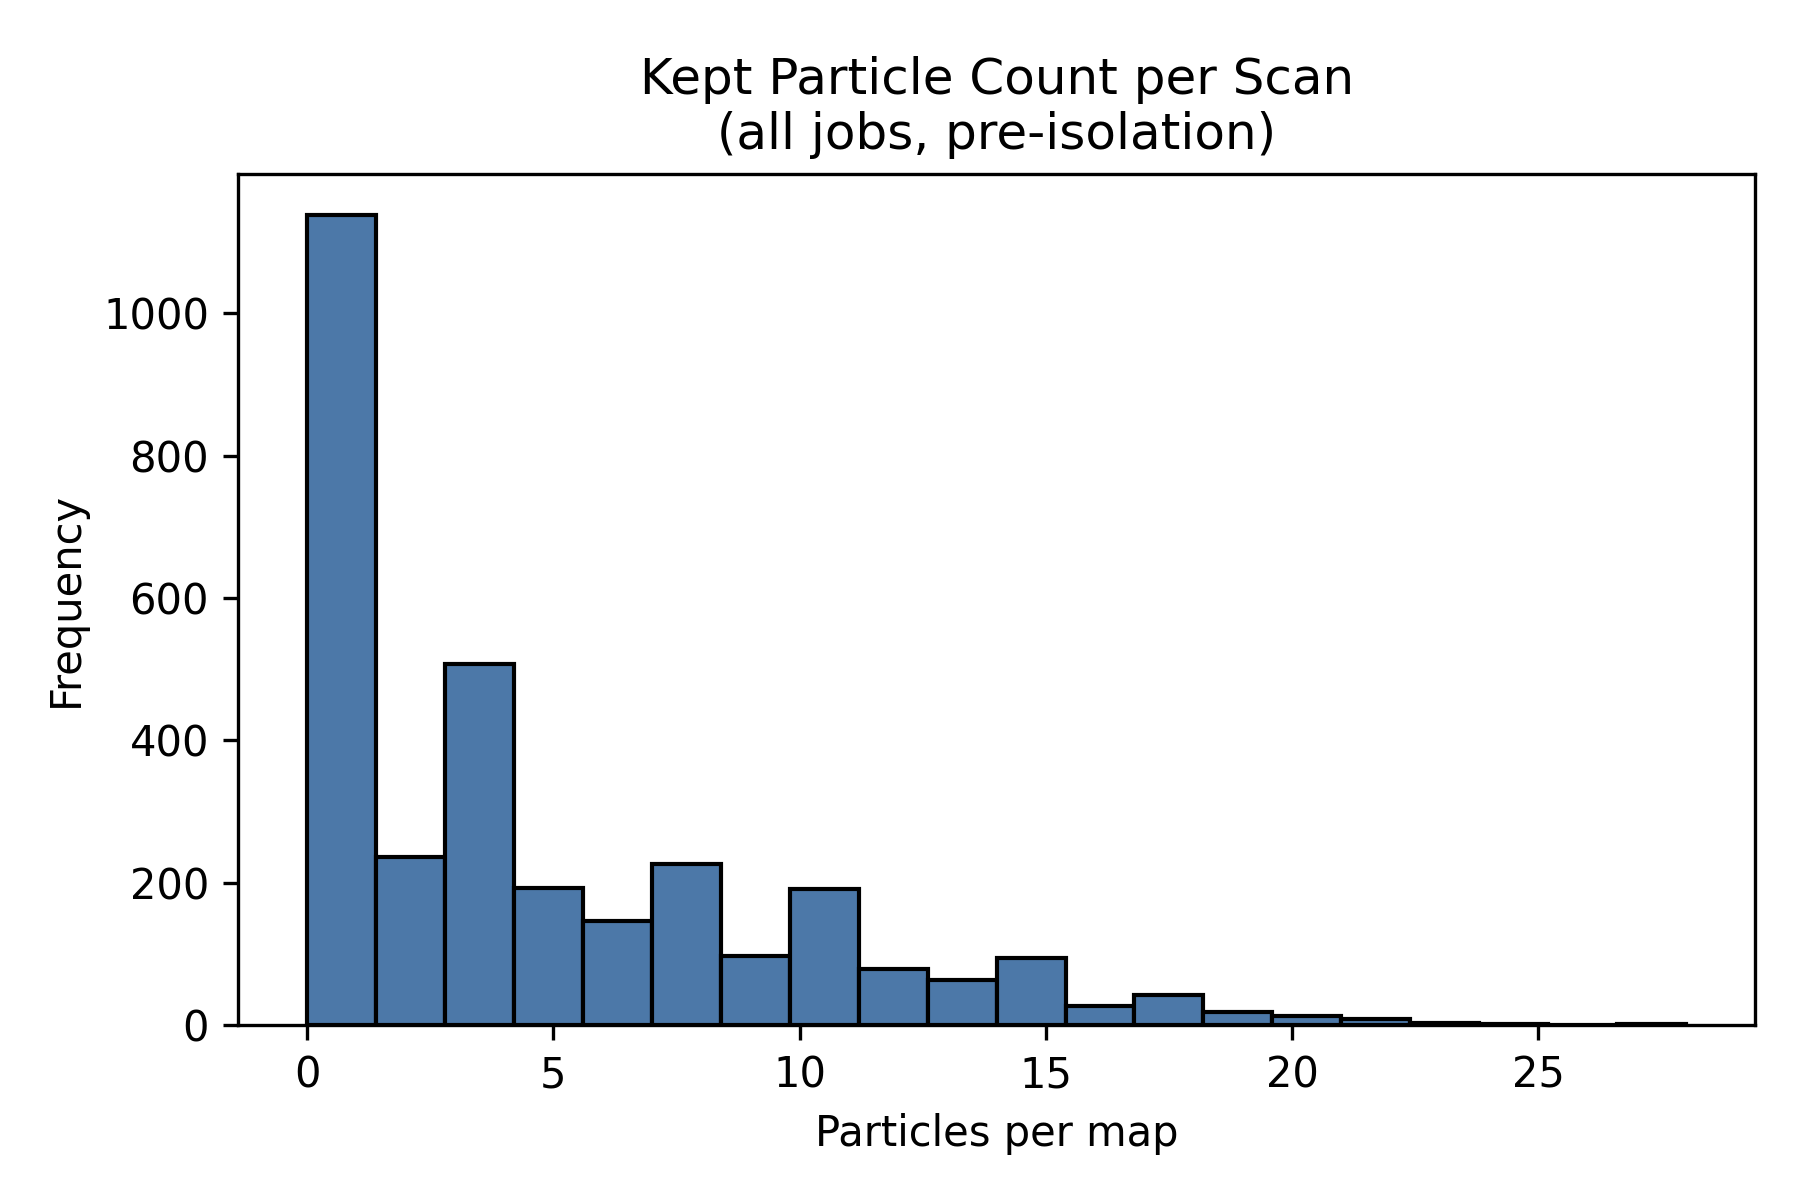 Kept Particle Count per Scan
(all jobs, pre-isolation)
Frequency
1000
800
600
400
200
0
0 5 10 15 20 25
Particles per map